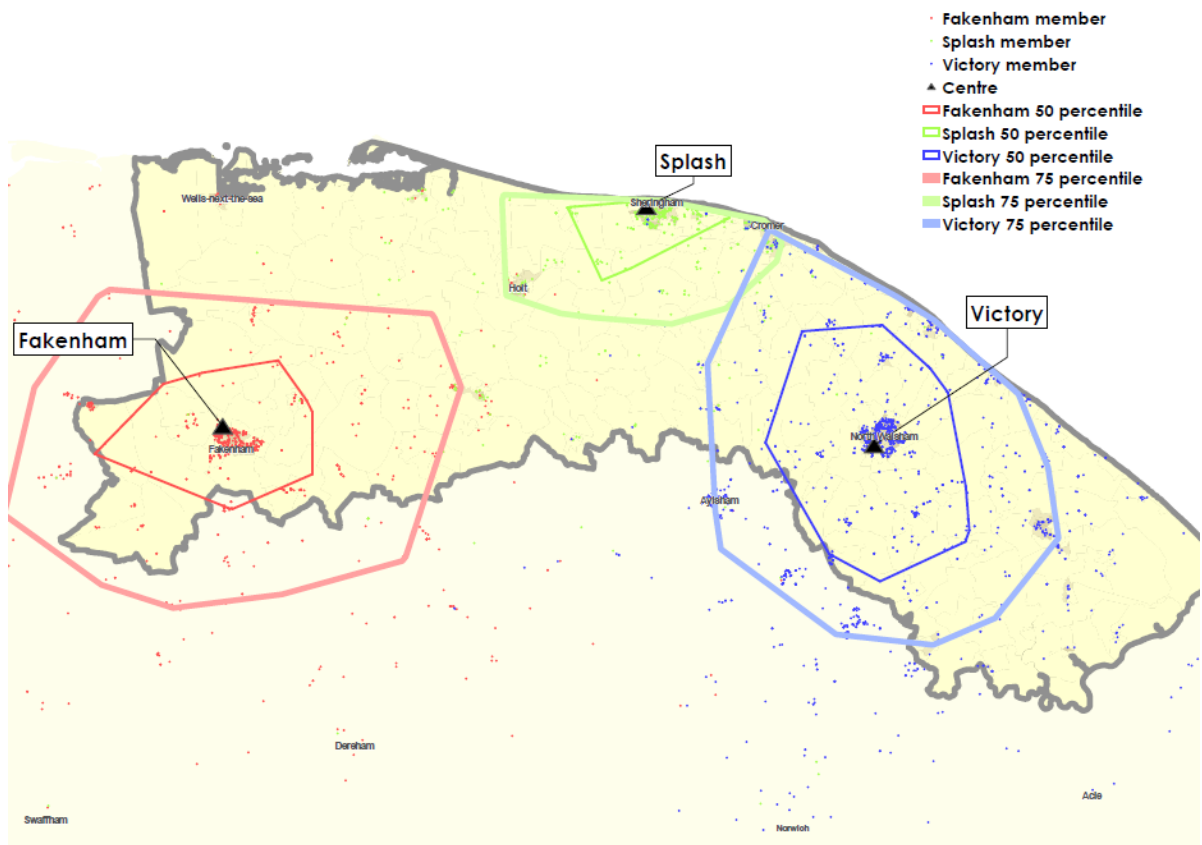 Fakenham member
Splash member
Victory member
Centre
Fakenham 50 percentile
Splash 50 percentile
Victory 50 percentile
Fakenham 75 percentile
Splash 75 percentile
Victory 75 percentile
Splash
Wells-next-the-sea
Sheringham
Cromer
Holt
Victory
Fakenham
North Walsham
Fakenham
Aylsham
Dereham
Acle
Swaffham
Norwich